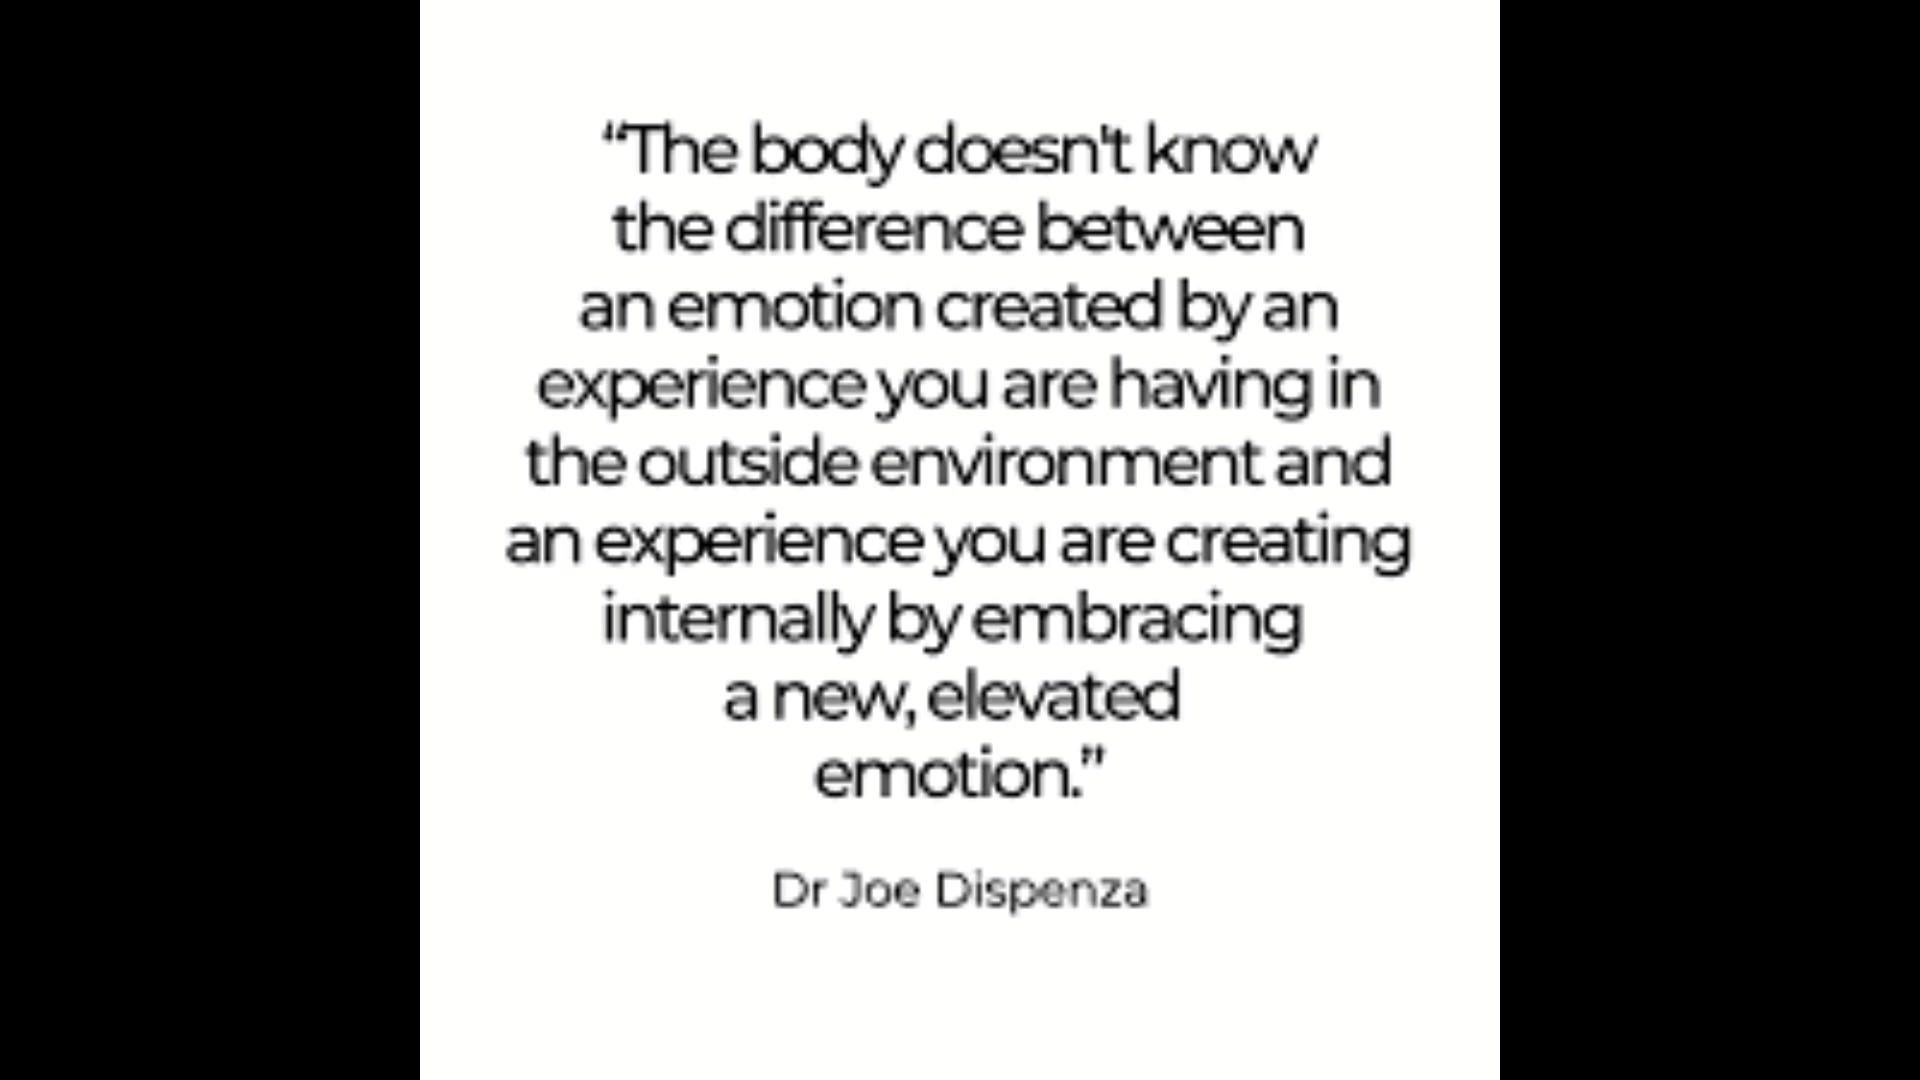 “The body doesn't know
the difference between
an emotion created by an
experience you are having in
the outside environment and
an experience you are creating
internally by embracing
a new, elevated
emotion.”
Dr Joe Dispenza